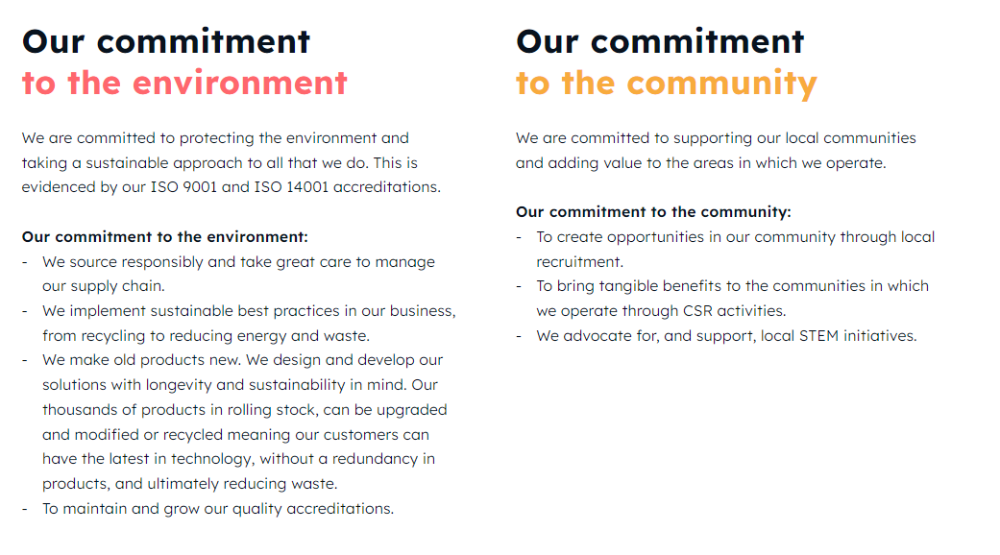 Our commitment
to the environment
We are committed to protecting the environment and
taking a sustainable approach to all that we do. This is
evidenced by our ISO 9001 and ISO 14001 accreditations.
Our commitment to the environment:
- We source responsibly and take great care to manage
our supply chain.
- We implement sustainable best practices in our business,
from recycling to reducing energy and waste.
- We make old products new. We design and develop our
solutions with longevity and sustainability in mind. Our
thousands of products in rolling stock, can be upgraded
and modified or recycled meaning our customers can
have the latest in technology, without a redundancy in
products, and ultimately reducing waste.
- To maintain and grow our quality accreditations.
Our commitment
to the community
We are committed to supporting our local communities
and adding value to the areas in which we operate.
Our commitment to the community:
- To create opportunities in our community through local
recruitment.
- To bring tangible benefits to the communities in which
we operate through CSR activities.
- We advocate for, and support, local STEM initiatives.